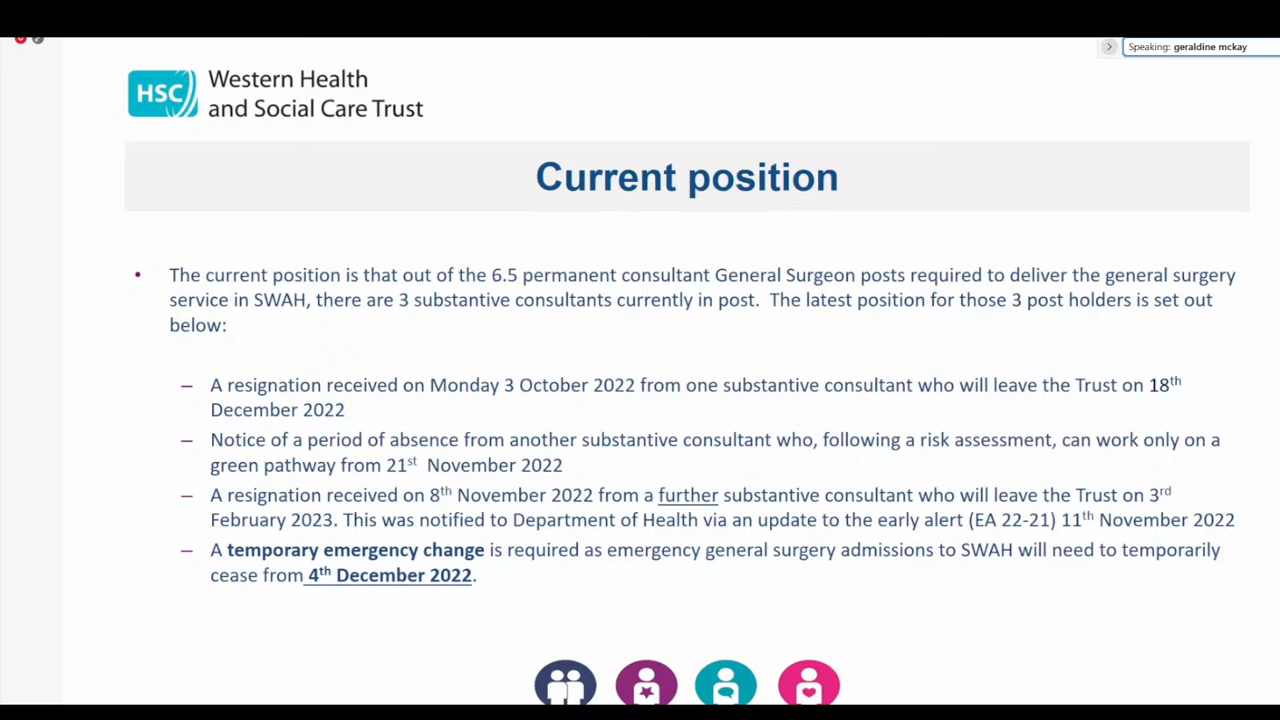 Speaking: geraldine mckay
HSC
Western Health
and Social Care Trust
Current position
• The current position is that out of the 6.5 permanent consultant General Surgeon posts required to deliver the general surgery
service in SWAH, there are 3 substantive consultants currently in post. The latest position for those 3 post holders is set out
below:
– A resignation received on Monday 3 October 2022 from one substantive consultant who will leave the Trust on 18th
December 2022
– Notice of a period of absence from another substantive consultant who, following a risk assessment, can work only on a
green pathway from 21st November 2022
– A resignation received on 8th November 2022 from a further substantive consultant who will leave the Trust on 3rd
February 2023. This was notified to Department of Health via an update to the early alert (EA 22-21) 11th November 2022
– A temporary emergency change is required as emergency general surgery admissions to SWAH will need to temporarily
cease from 4th December 2022.